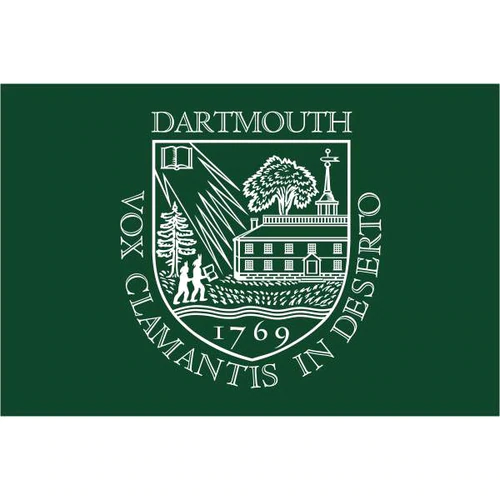 DARTMOUTH
VOX CLAMANTIS IN DESERTO
1769